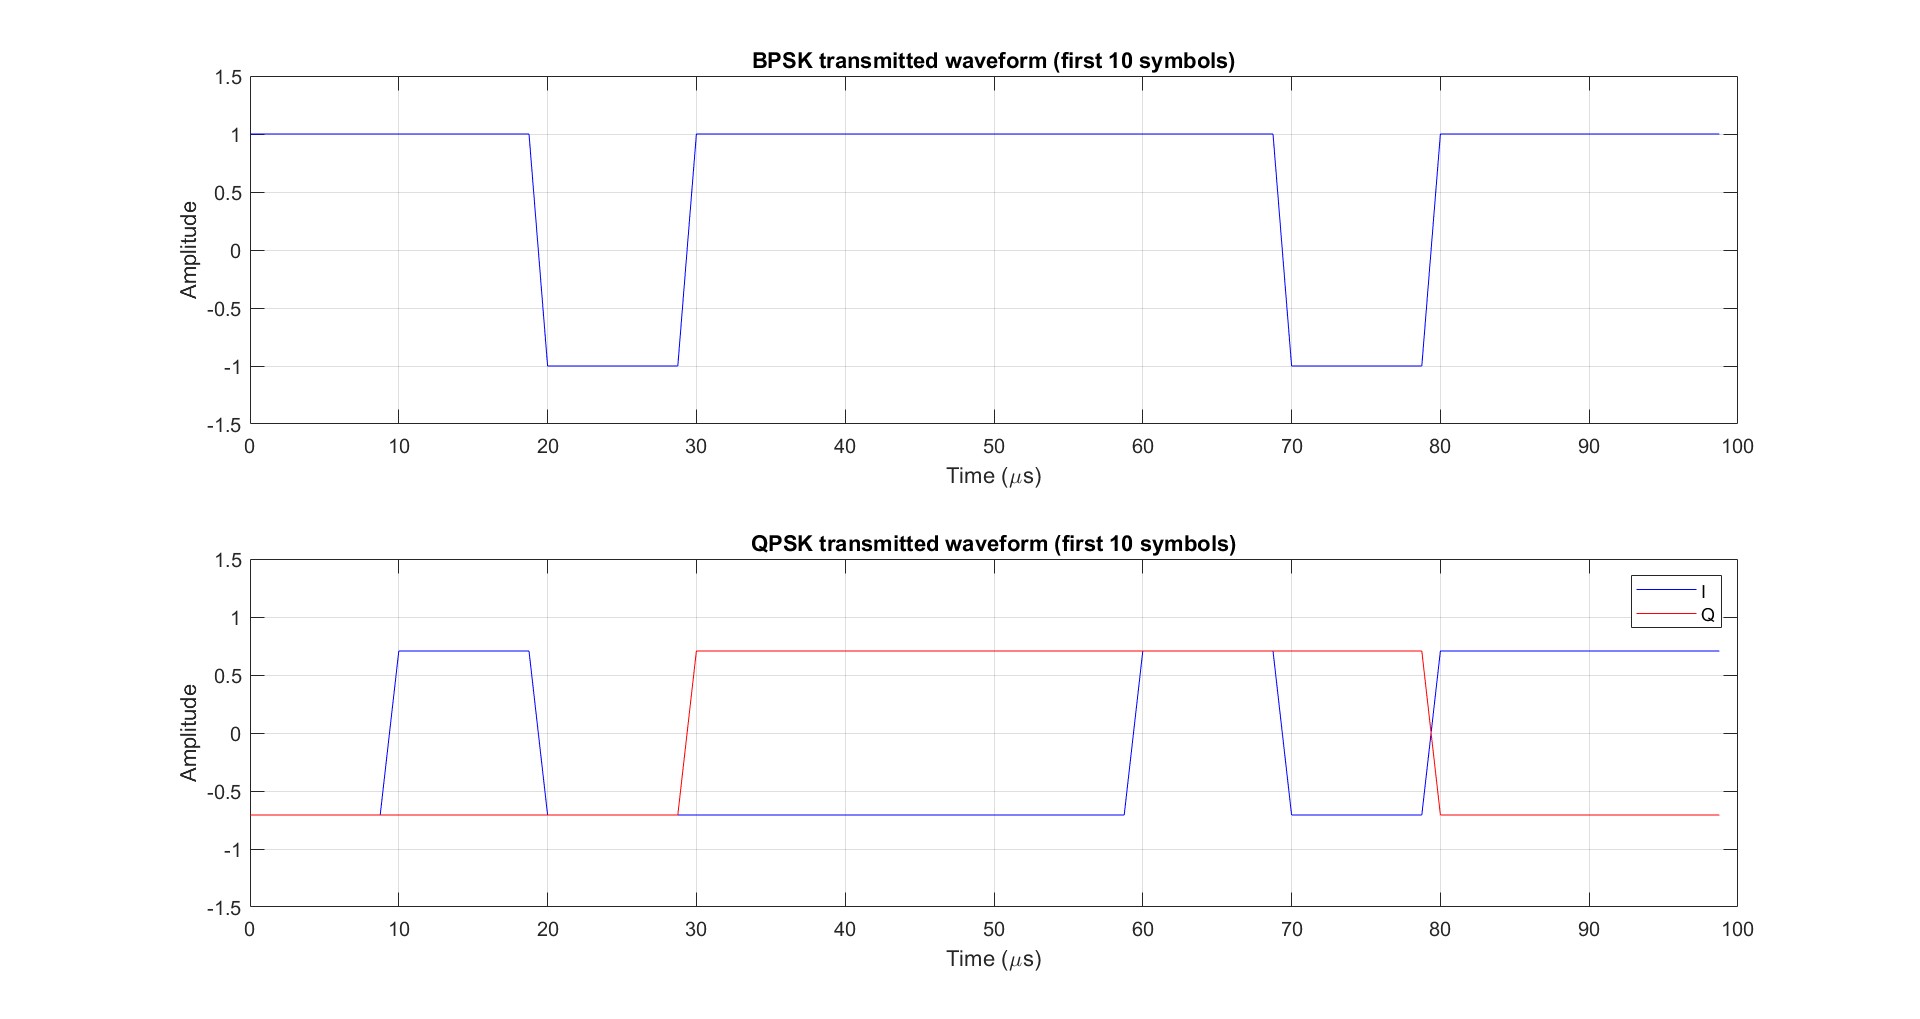 BPSK transmitted waveform (first 10 symbols)
1.5
1
0.5
0
-0.5
-1
-1.5
Amplitude
0 10 20 30 40 50 60 70 80 90 100
Time (μs)
QPSK transmitted waveform (first 10 symbols)
1.5
1
0.5
0
-0.5
-1
-1.5
Amplitude
I
Q
0 10 20 30 40 50 60 70 80 90 100
Time (μs)